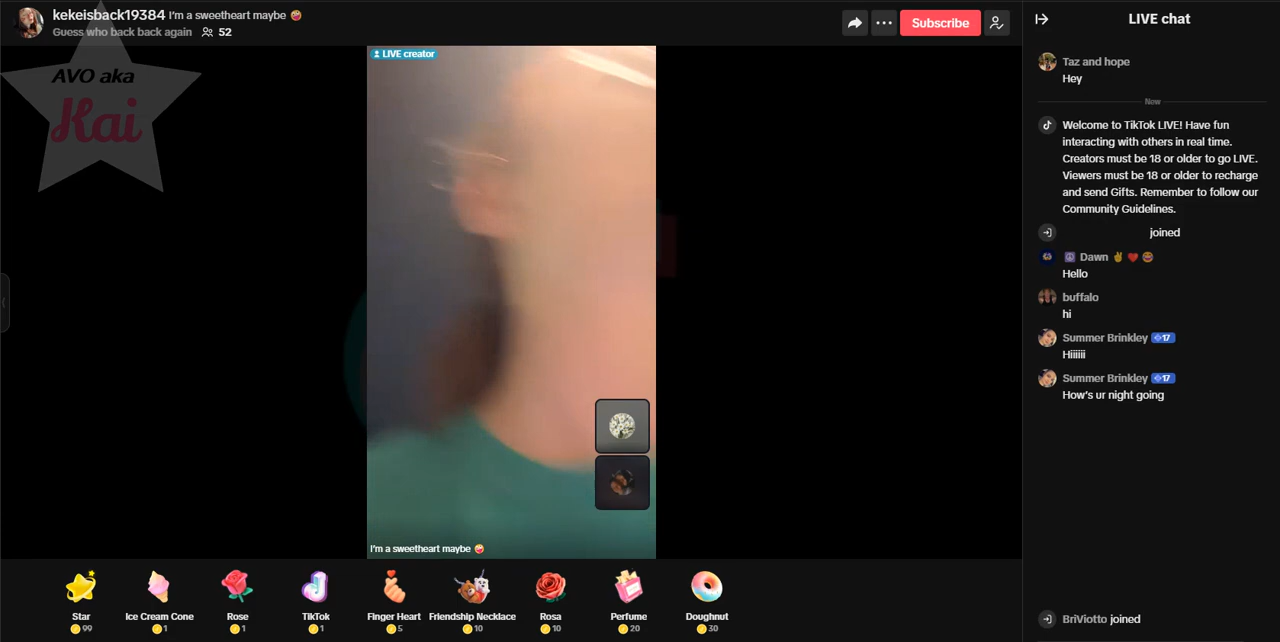 kekeisback19384 I'm a sweetheart maybe 🤪
Guess who back back again 52
Subscribe
LIVE chat
AVO aka
Kai
LIVE creator
I'm a sweetheart maybe 🤪
Taz and hope
Hey
New
Welcome to TikTok LIVE! Have fun
interacting with others in real time.
Creators must be 18 or older to go LIVE.
Viewers must be 18 or older to recharge
and send Gifts. Remember to follow our
Community Guidelines.
joined
Dawn ✌️❤️
Hello
buffalo
hi
Summer Brinkley 17
Hiiiiiii
Summer Brinkley 17
How's ur night going
BriViotto joined
Star
99
Ice Cream Cone
1
Rose
1
TikTok
1
Finger Heart
5
Friendship Necklace
10
Rosa
10
Perfume
20
Doughnut
30